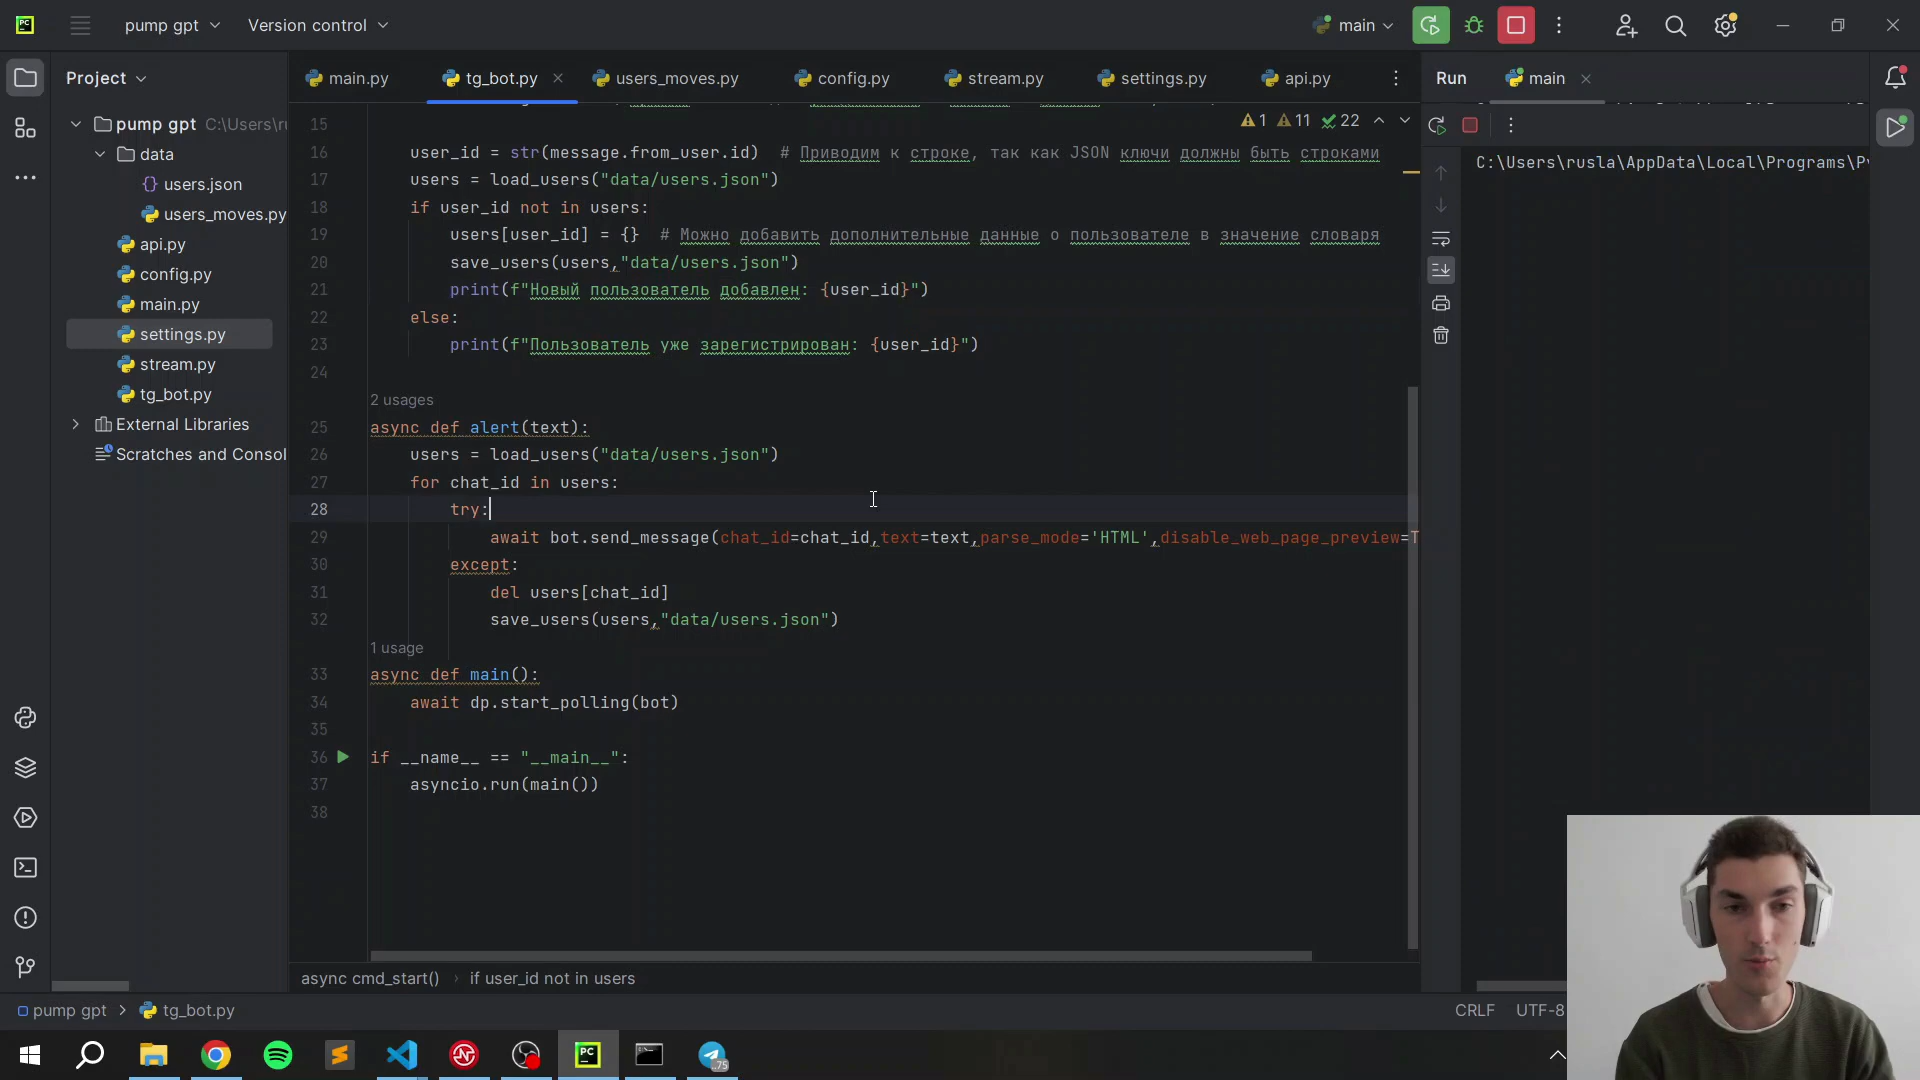 pump gpt
Version control
main
Project
main.py
tg_bot.py
users_moves.py
config.py
stream.py
settings.py
api.py
Run
main
pump gpt C:\Users\ru
data
users.json
users_moves.py
api.py
config.py
main.py
settings.py
stream.py
tg_bot.py
External Libraries
Scratches and Consol
1 11 22
15
16 user_id = str(message.from_user.id) # Приводим к строке, так как JSON ключи должны быть строками
17 users = load_users("data/users.json")
18 if user_id not in users:
19 users[user_id] = {} # Можно добавить дополнительные данные о пользователе в значение словаря
20 save_users(users,"data/users.json")
21 print(f"Новый пользователь добавлен: {user_id}")
22 else:
23 print(f"Пользователь уже зарегистрирован: {user_id}")
24
2 usages
25 async def alert(text):
26 users = load_users("data/users.json")
27 for chat_id in users:
28 try:
29 await bot.send_message(chat_id=chat_id,text=text,parse_mode='HTML',disable_web_page_preview=T
30 except:
31 del users[chat_id]
32 save_users(users,"data/users.json")
1 usage
33 async def main():
34 await dp.start_polling(bot)
35
36 if __name__ == "__main__":
37 asyncio.run(main())
38
C:\Users\rusla\AppData\Local\Programs\Py
async cmd_start() › if user_id not in users
pump gpt > tg_bot.py
CRLF UTF-8
PC
.75